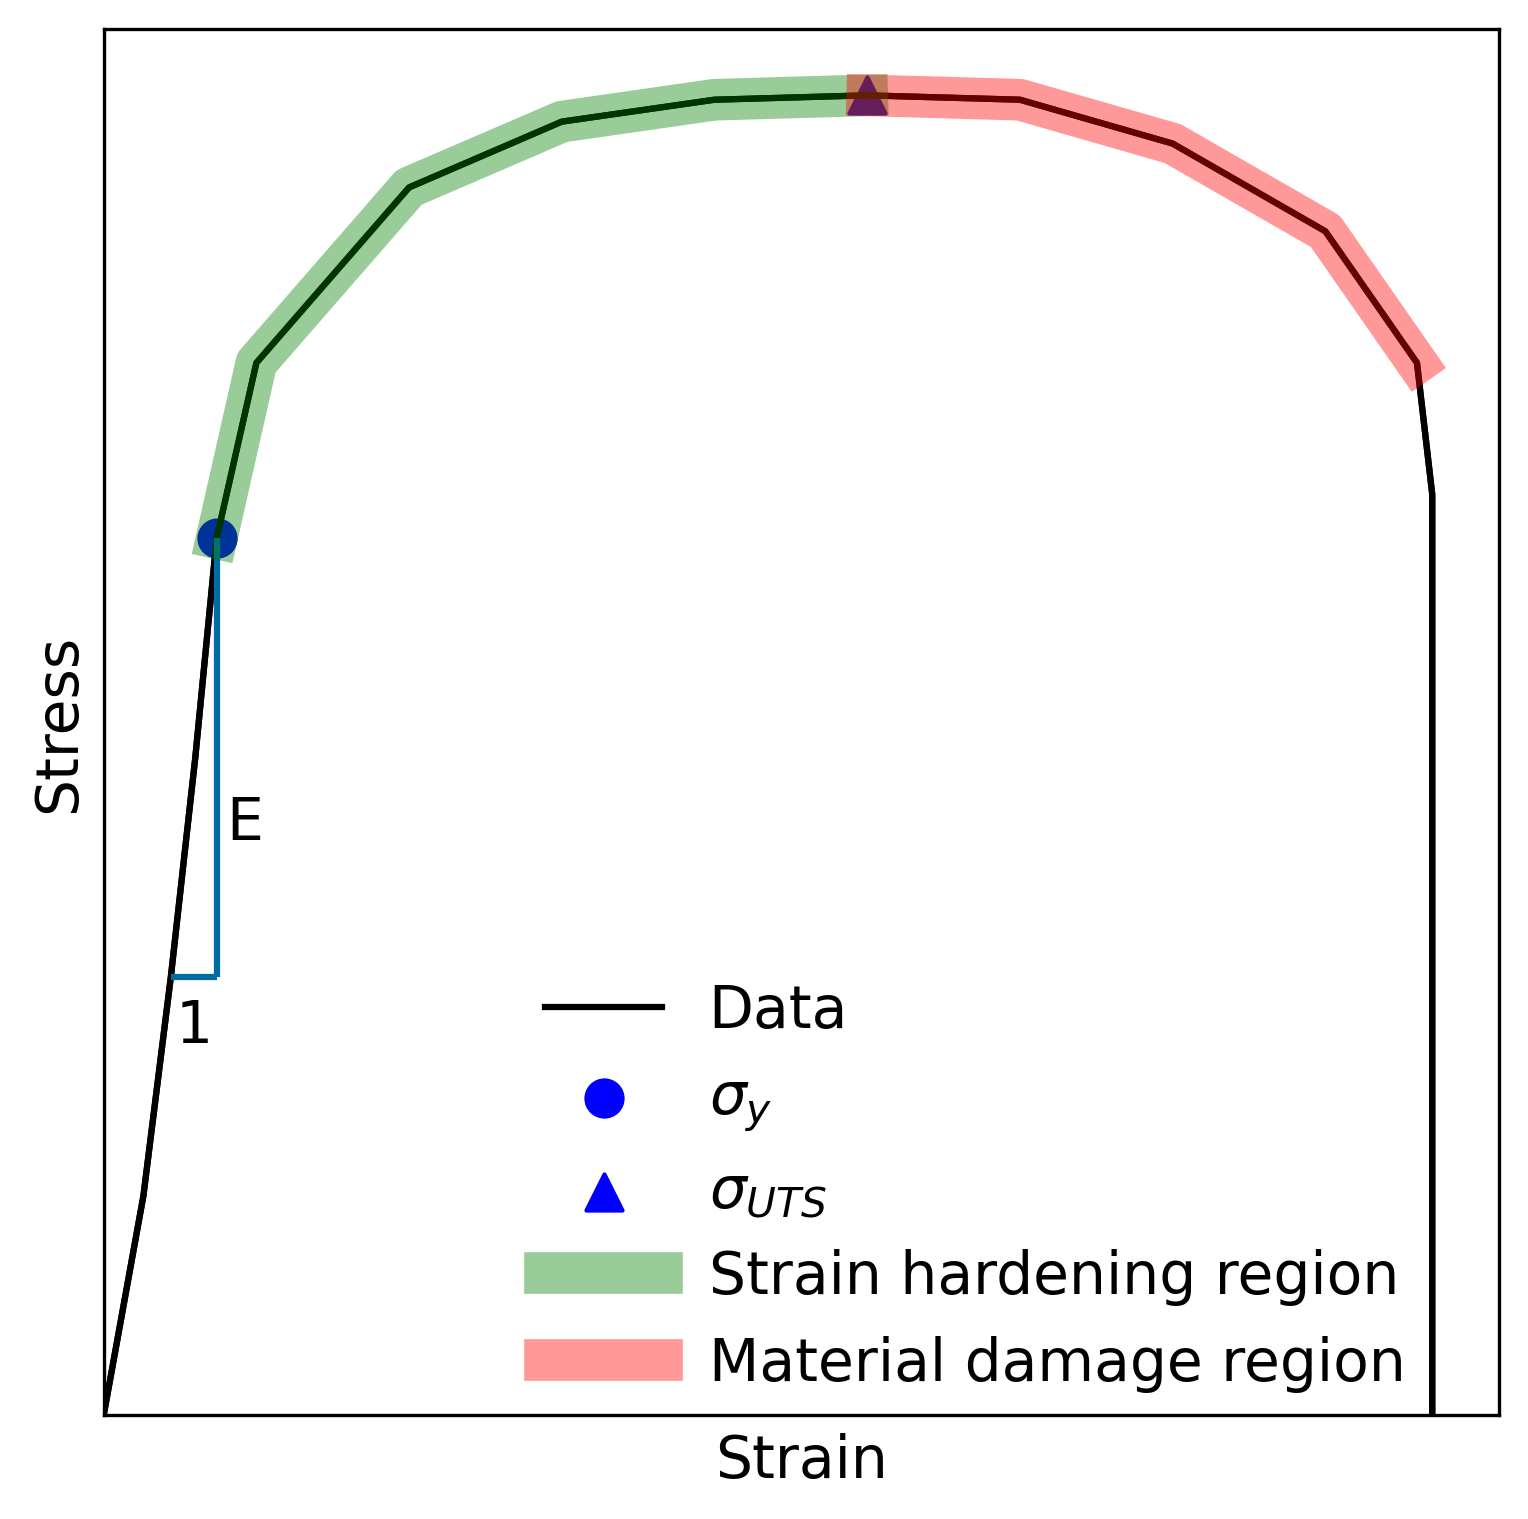 Stress
E
1
Data
σy
σUTS
Strain hardening region
Material damage region
Strain